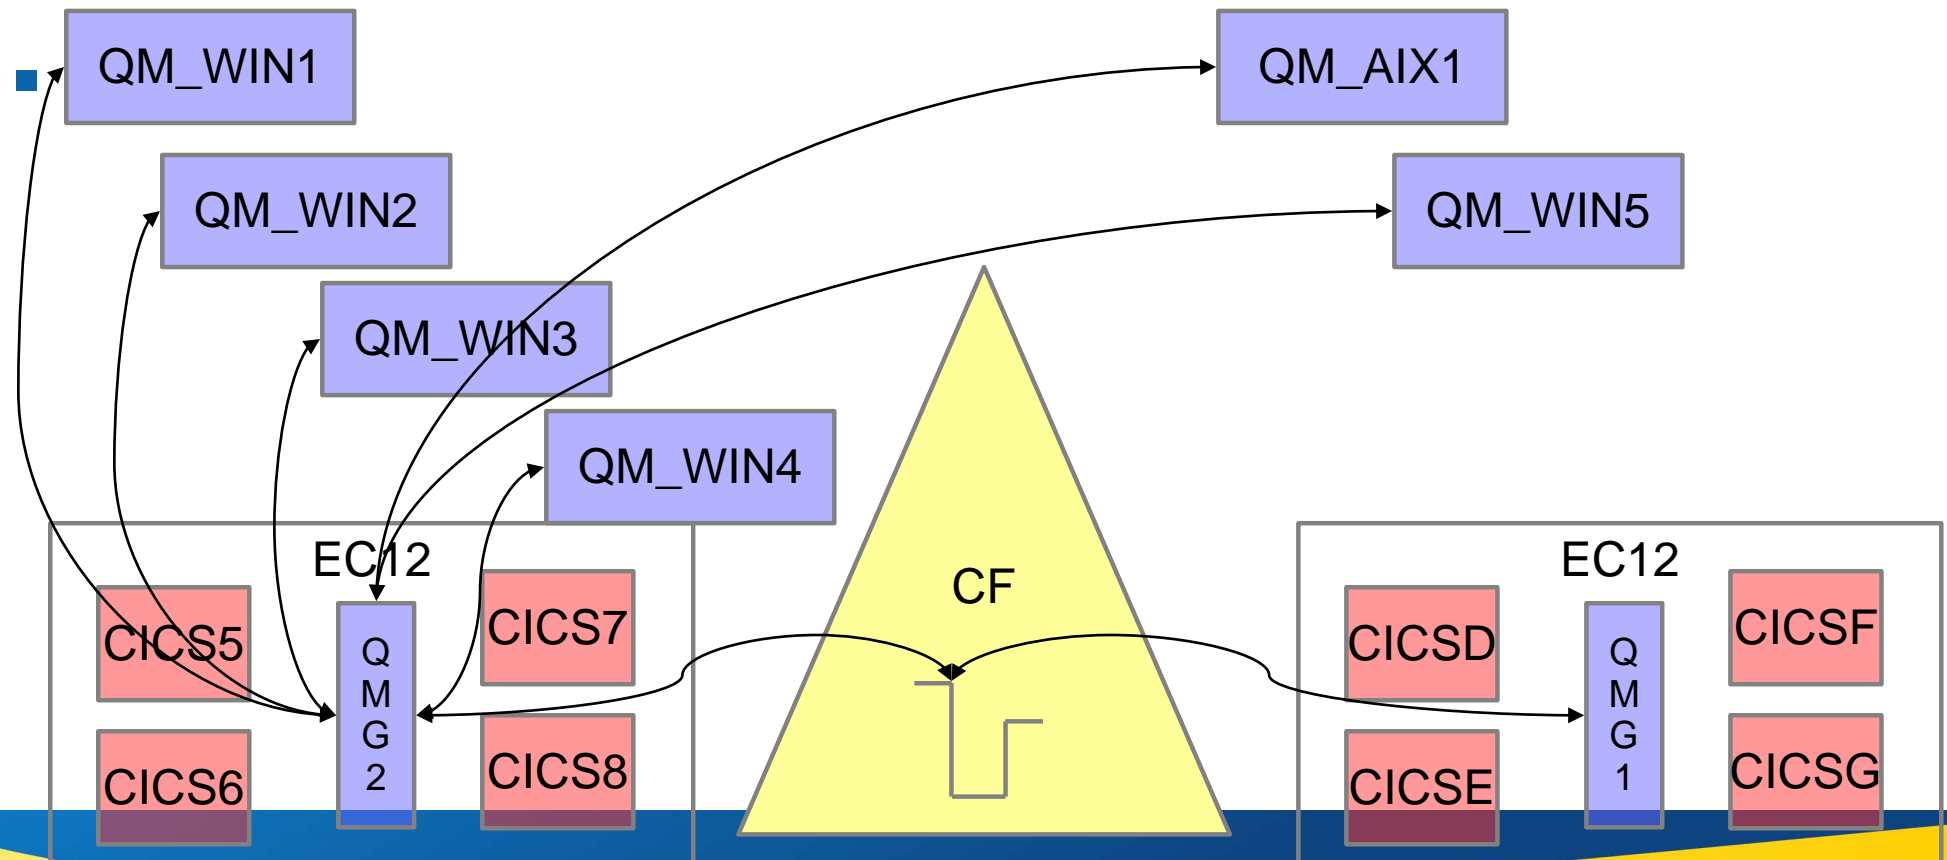 QM_WIN1
QM_AIX1
QM_WIN2
QM_WIN5
QM_WIN3
QM_WIN4
EC12
CICS5
CICS6
Q
M
G
2
CICS7
CICS8
CF
EC12
CICSD
CICSE
Q
M
G
1
CICSF
CICSG